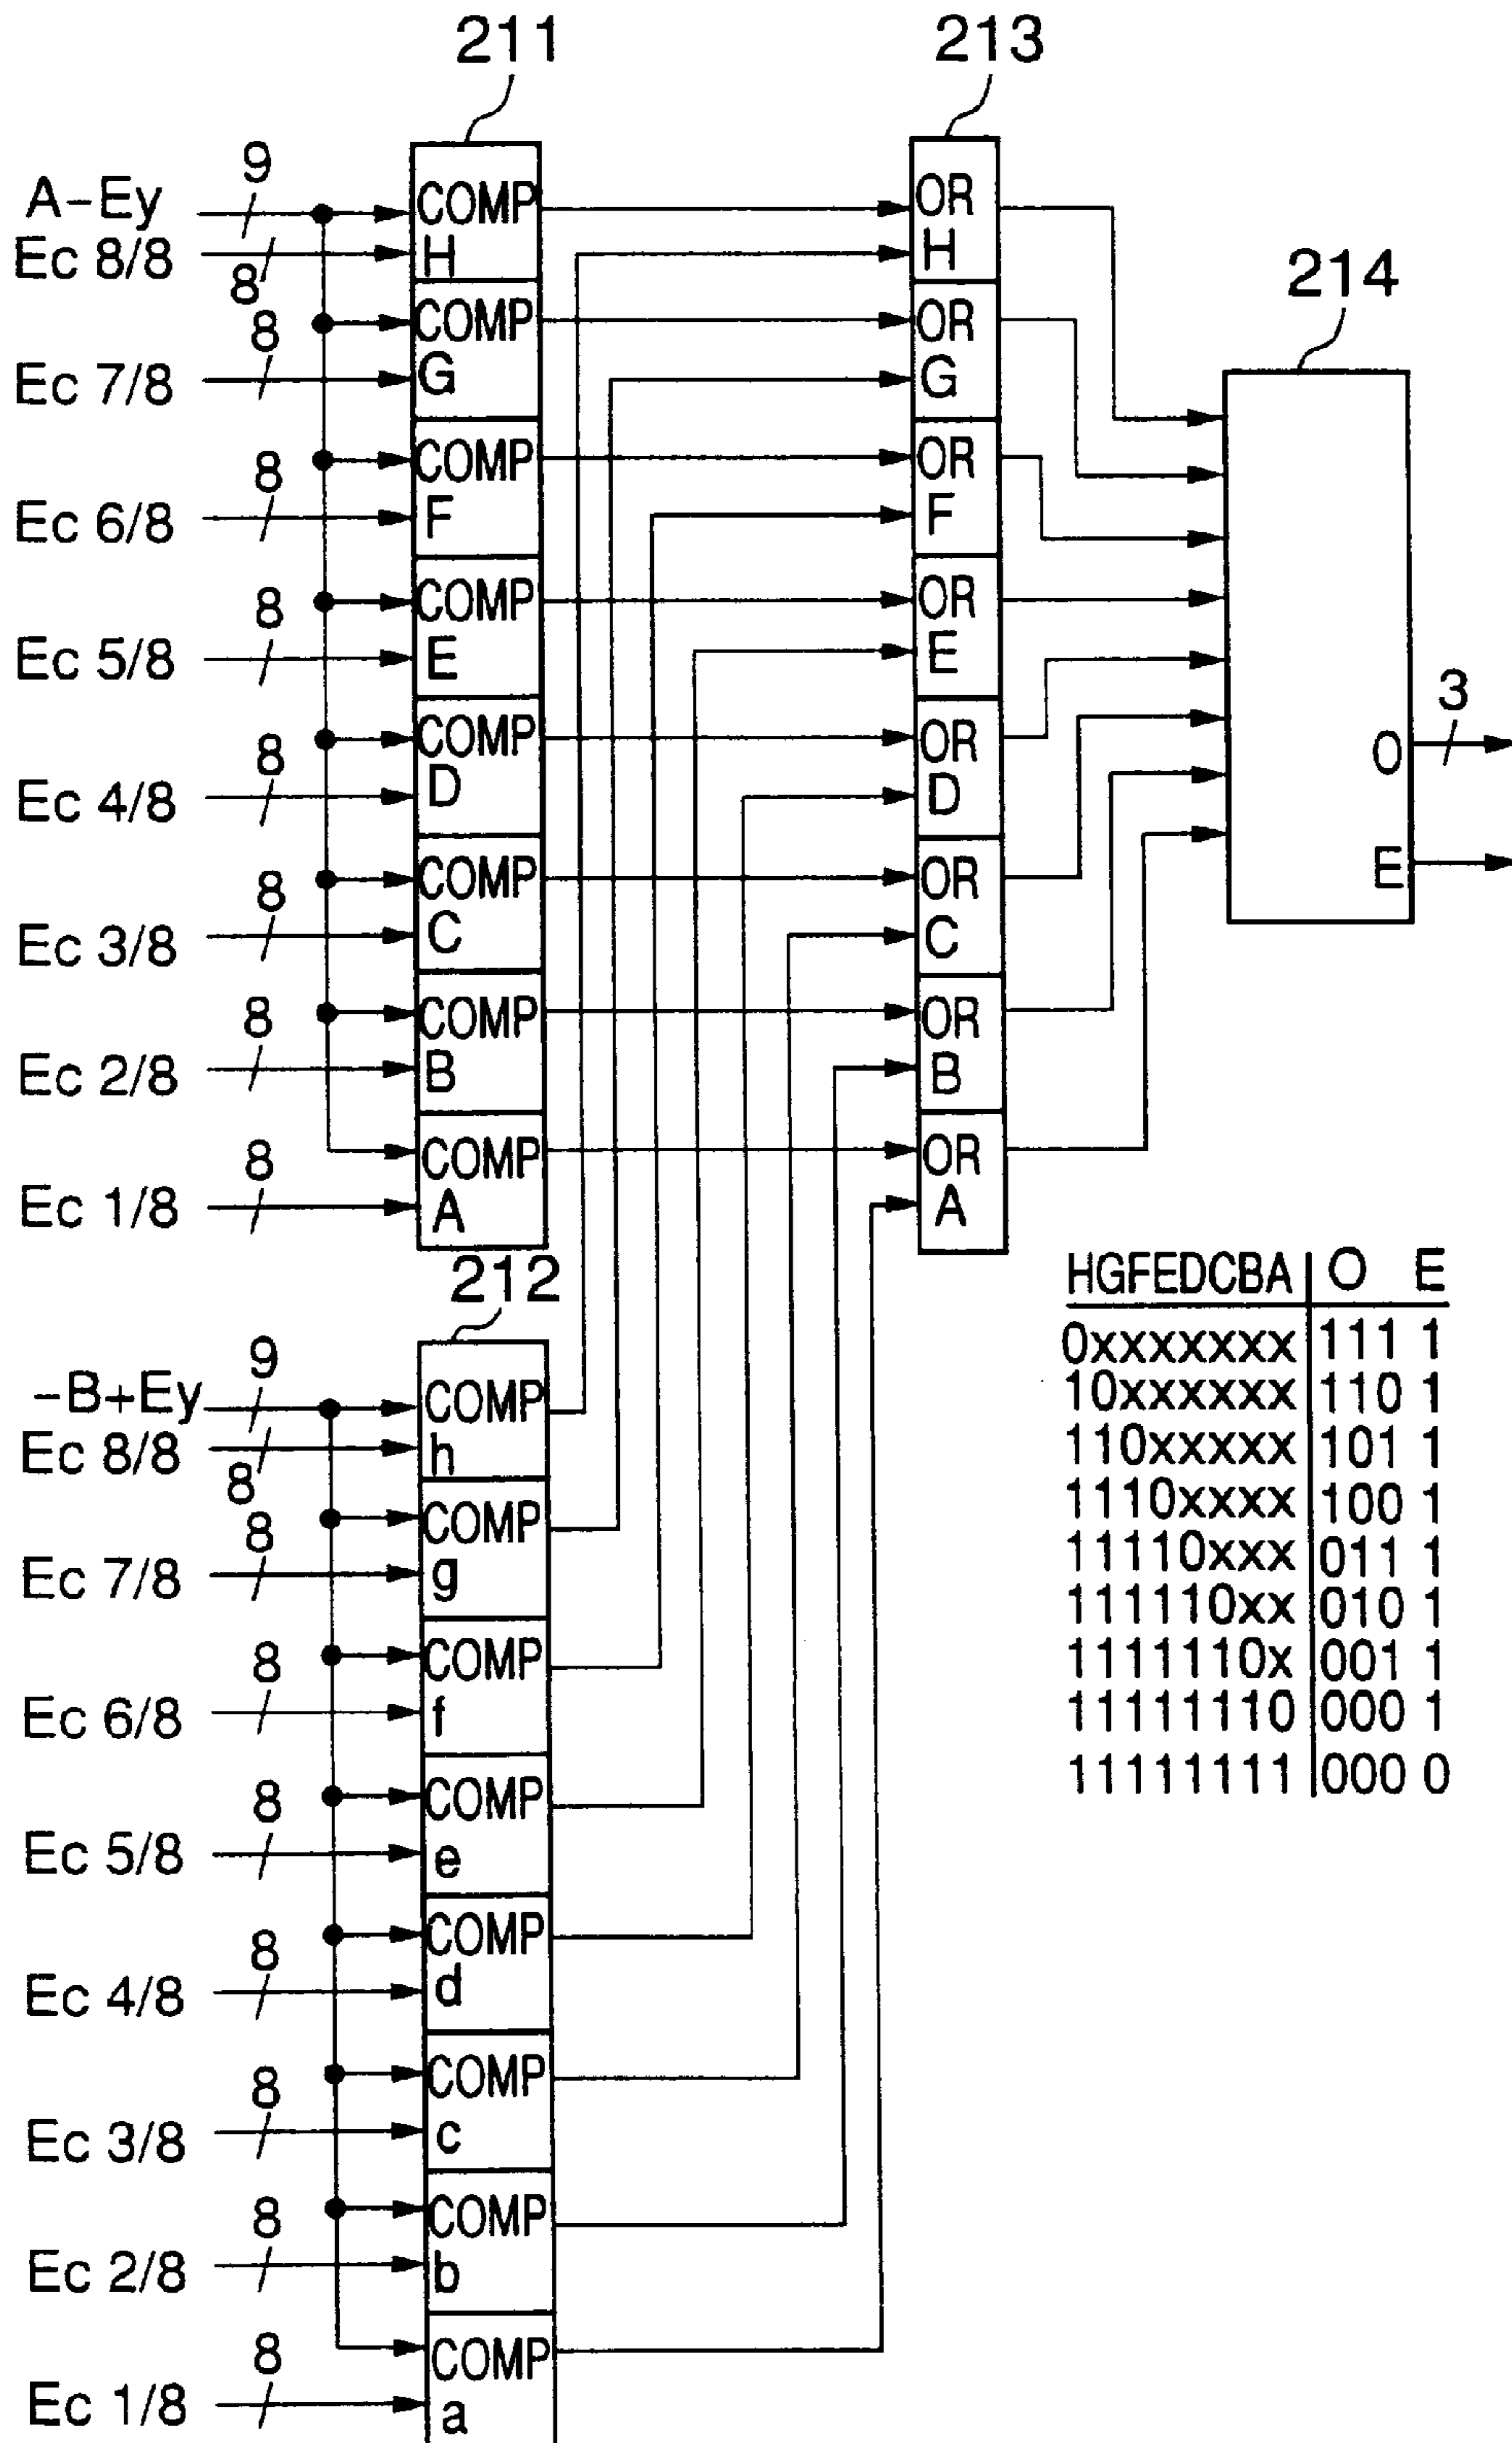 211
213
A-Ey
9
COMP
H
OR
H
Ec 8/8
8
214
COMP
G
OR
G
Ec 7/8
8
COMP
F
OR
F
Ec 6/8
8
COMP
E
OR
E
Ec 5/8
8
COMP
D
OR
D
Ec 4/8
8
O
3
E
COMP
C
OR
C
Ec 3/8
8
COMP
B
OR
B
Ec 2/8
8
COMP
A
OR
A
Ec 1/8
8
212
-B+Ey
9
COMP
h
Ec 8/8
8
COMP
g
Ec 7/8
8
COMP
f
Ec 6/8
8
COMP
e
Ec 5/8
8
COMP
d
Ec 4/8
8
COMP
c
Ec 3/8
8
COMP
b
Ec 2/8
8
COMP
a
Ec 1/8
8
HGFEDCBA O E
0xxxxxxx 111 1
10xxxxxx 110 1
110xxxxx 101 1
1110xxxx 100 1
11110xxx 011 1
111110xx 010 1
1111110x 001 1
11111110 000 1
11111111 000 0